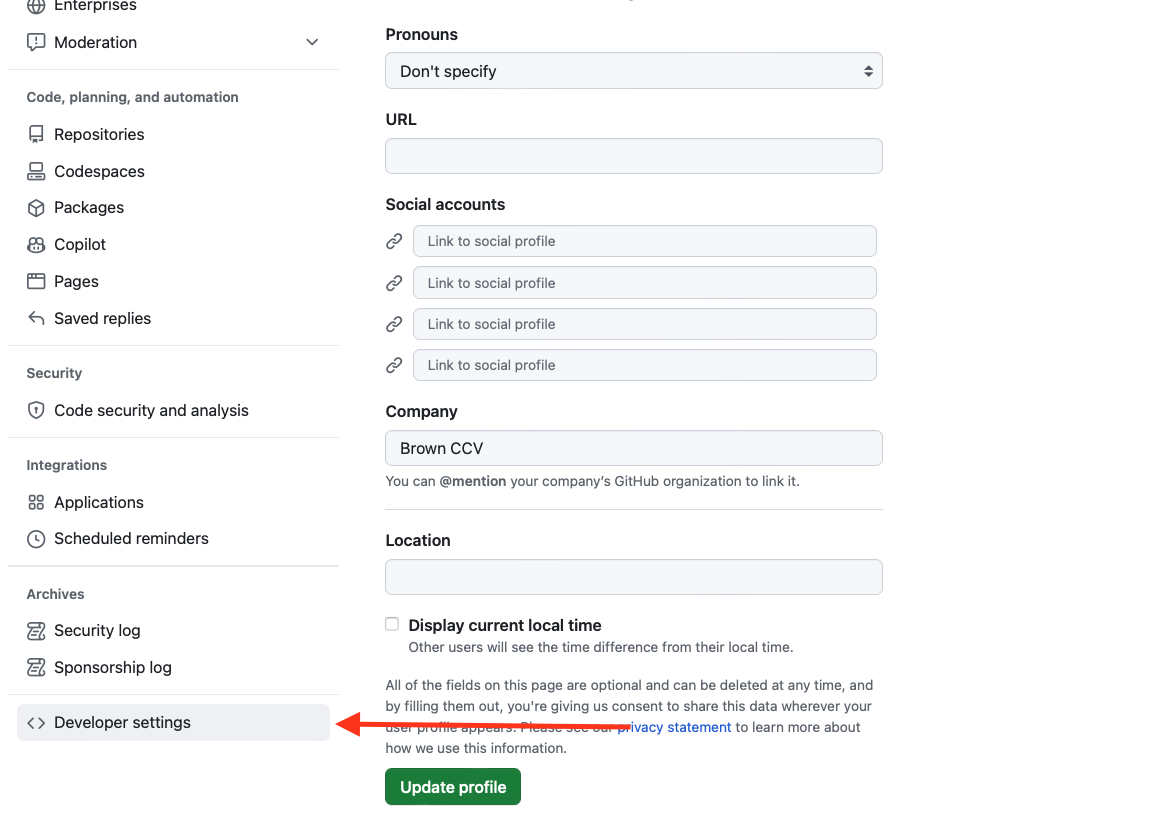 Enterprises
Moderation
Code, planning, and automation
Repositories
Codespaces
Packages
Copilot
Pages
Saved replies
Security
Code security and analysis
Integrations
Applications
Scheduled reminders
Archives
Security log
Sponsorship log
Developer settings
Pronouns
Don't specify
URL
Social accounts
Link to social profile
Link to social profile
Link to social profile
Link to social profile
Company
Brown CCV
You can @mention your company's GitHub organization to link it.
Location
Display current local time
Other users will see the time difference from their local time.
All of the fields on this page are optional and can be deleted at any time, and
by filling them out, you're giving us consent to share this data wherever your
user profile appears. Please see our privacy statement to learn more about
how we use this information.
Update profile